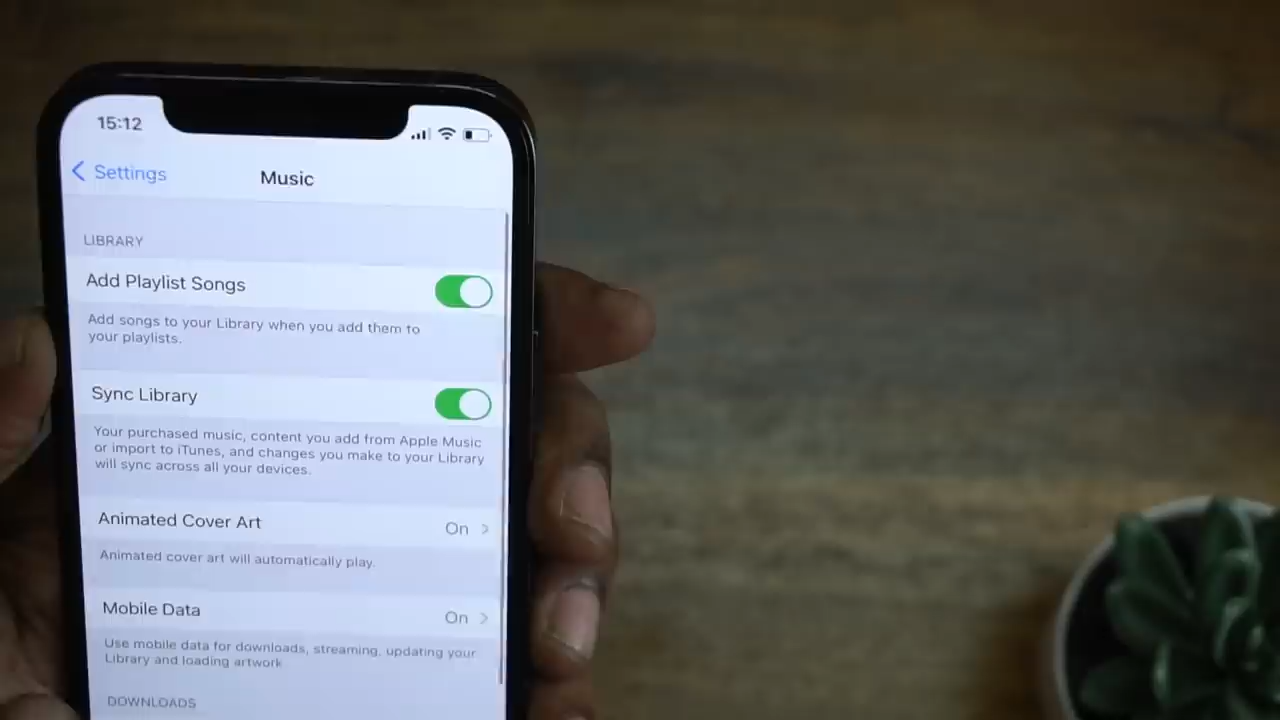 15:12
Settings
Music
LIBRARY
Add Playlist Songs
Add songs to your Library when you add them to
your playlists.
Sync Library
Your purchased music, content you add from Apple Music
or import to iTunes, and changes you make to your Library
will sync across all your devices.
Animated Cover Art
On
Animated cover art will automatically play.
Mobile Data
On
Use mobile data for downloads, streaming, updating your
Library and loading artwork
DOWNLOADS